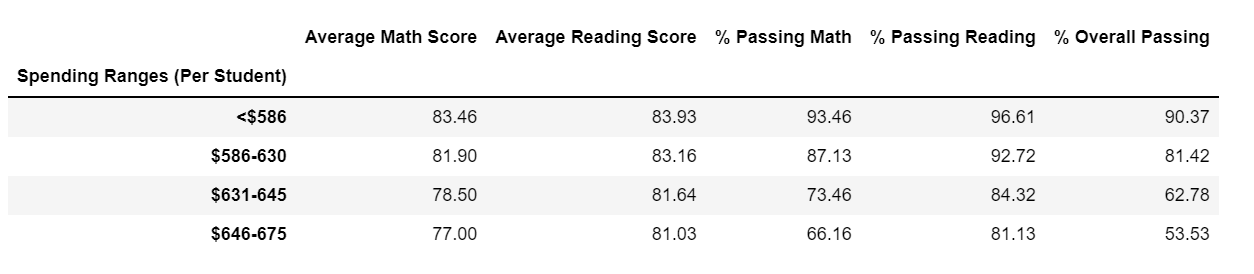 Average Math Score Average Reading Score % Passing Math % Passing Reading % Overall Passing
Spending Ranges (Per Student)
<$586 83.46 83.93 93.46 96.61 90.37
$586-630 81.90 83.16 87.13 92.72 81.42
$631-645 78.50 81.64 73.46 84.32 62.78
$646-675 77.00 81.03 66.16 81.13 53.53